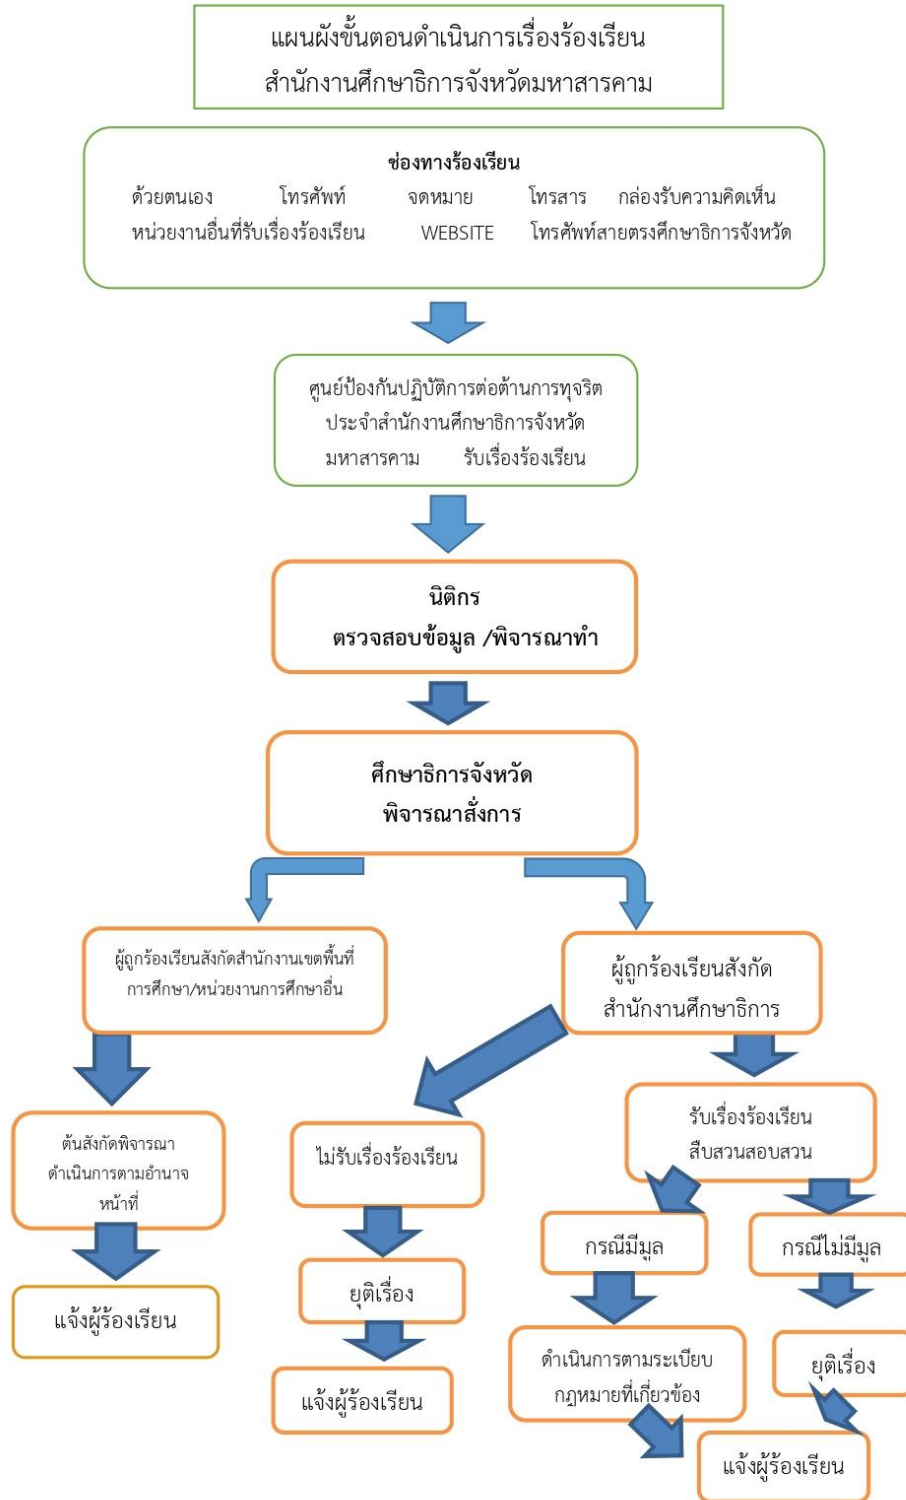 แผนผังขั้นตอนดำเนินการเรื่องร้องเรียน
สำนักงานศึกษาธิการจังหวัดมหาสารคาม
ช่องทางร้องเรียน
ด้วยตนเอง โทรศัพท์ จดหมาย โทรสาร กล่องรับความคิดเห็น
หน่วยงานอื่นที่รับเรื่องร้องเรียน WEBSITE โทรศัพท์สายตรงศึกษาธิการจังหวัด
ศูนย์ป้องกันปฏิบัติการต่อต้านการทุจริต
ประจำสำนักงานศึกษาธิการจังหวัด
มหาสารคาม รับเรื่องร้องเรียน
นิติกร
ตรวจสอบข้อมูล /พิจารณาทำ
ศึกษาธิการจังหวัด
พิจารณาสั่งการ
ผู้ถูกร้องเรียนสังกัดสำนักงานเขตพื้นที่
การศึกษา/หน่วยงานการศึกษาอื่น
ต้นสังกัดพิจารณา
ดำเนินการตามอำนาจ
หน้าที่
แจ้งผู้ร้องเรียน
ผู้ถูกร้องเรียนสังกัด
สำนักงานศึกษาธิการ
ไม่รับเรื่องร้องเรียน
ยุติเรื่อง
แจ้งผู้ร้องเรียน
รับเรื่องร้องเรียน
สืบสวนสอบสวน
กรณีมีมูล
ดำเนินการตามระเบียบ
กฎหมายที่เกี่ยวข้อง
กรณีไม่มีมูล
ยุติเรื่อง
แจ้งผู้ร้องเรียน